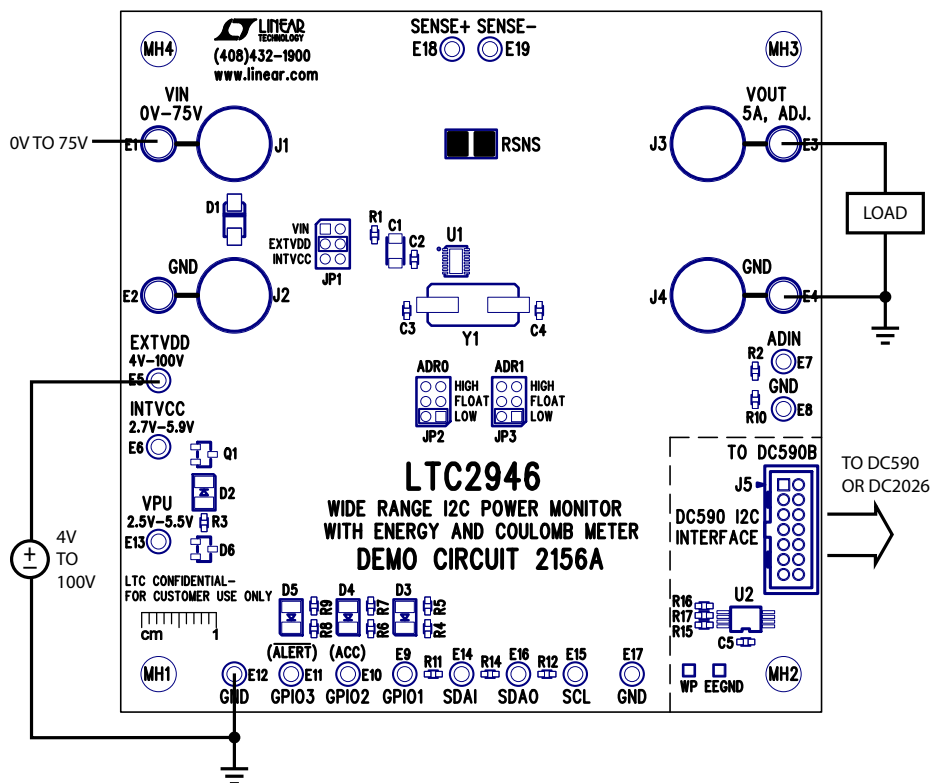 LINEAR
TECHNOLOGY
(408)432-1900
www.linear.com
MH4
SENSE+ SENSE-
E18 E19
MH3
VIN
0V-75V
VOUT
5A, ADJ.
0V TO 75V
E1
J1
RSNS
J3
E3
LOAD
D1
VIN
EXTVDD
INTVCC
JP1
R1
C1
C2
U1
GND
E2
J2
GND
J4
E4
C3
Y1
C4
EXTVDD
4V-100V
E5
ADIN
R2
E7
GND
R10
E8
ADR0
HIGH
FLOAT
LOW
JP2
ADR1
HIGH
FLOAT
LOW
JP3
INTVCC
2.7V-5.9V
E6
Q1
D2
VPU
2.5V-5.5V
R3
E13
D6
LTC2946
WIDE RANGE I2C POWER MONITOR
WITH ENERGY AND COULOMB METER
DEMO CIRCUIT 2156A
TO DC590B
J5
DC590 I2C
INTERFACE
TO DC590
OR DC2026
+
–
4V
TO
100V
LTC CONFIDENTIAL-
FOR CUSTOMER USE ONLY
cm 1
D5
R9
R8
D4
R7
R6
D3
R5
R4
U2
R16
R17
R15
C5
WP EEGND
MH1
E12
GND
(ALERT)
E11
GPIO3
(ACC)
E10
GPIO2
E9
GPIO1
R11
E14
SDAI
R14
E16
SDAO
R12
E15
SCL
E17
GND
MH2